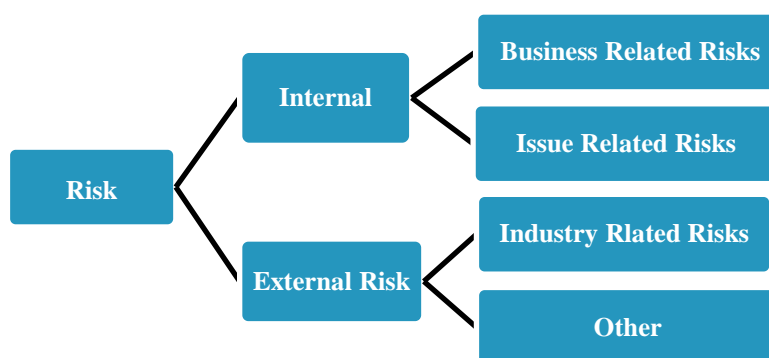 Business Related Risks
Internal
Issue Related Risks
Risk
Industry Rlated Risks
External Risk
Other